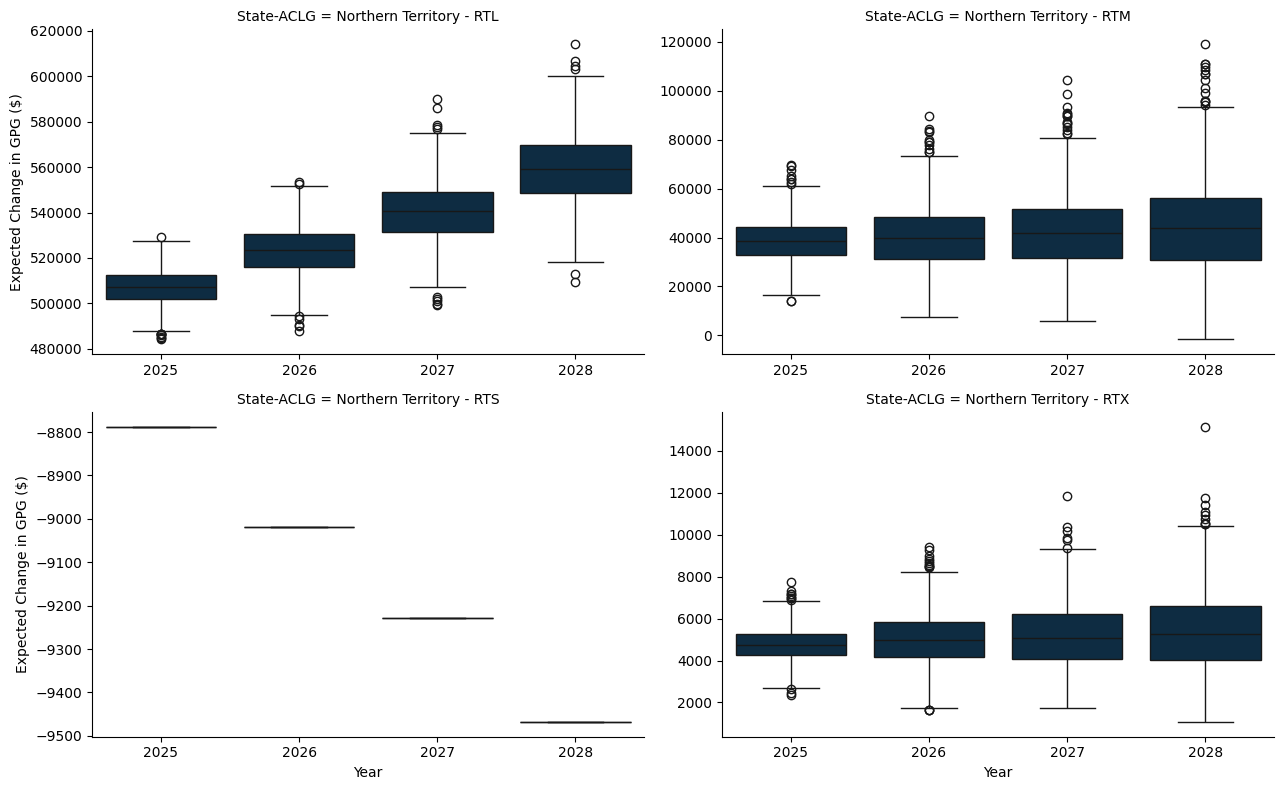 State-ACLG = Northern Territory - RTL
State-ACLG = Northern Territory - RTM
Expected Change in GPG ($)
620000
600000
580000
560000
540000
520000
500000
480000
2025 2026 2027 2028
120000
100000
80000
60000
40000
20000
0
2025 2026 2027 2028
State-ACLG = Northern Territory - RTS
State-ACLG = Northern Territory - RTX
Expected Change in GPG ($)
−8800
−8900
−9000
−9100
−9200
−9300
−9400
−9500
2025 2026 2027 2028
Year
14000
12000
10000
8000
6000
4000
2000
2025 2026 2027 2028
Year